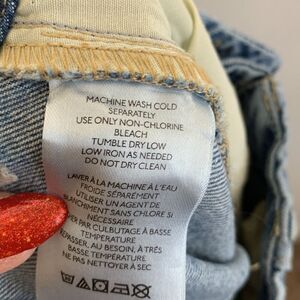 MACHINE WASH COLD
SEPARATELY
USE ONLY NON-CHLORINE
BLEACH
TUMBLE DRY LOW
LOW IRON AS NEEDED
DO NOT DRY CLEAN
LAVER À LA MACHINE À L'EAU
FROIDE SÉPARÉMENT
UTILISER UN AGENT DE
BLANCHIMENT SANS CHLORE SI
NÉCESSAIRE
PAR CULBUTAGE À BASSE
TEMPÉRATURE
REPASSER, AU BESOIN, À TRÈS
BASSE TEMPÉRATURE
NE PAS NETTOYER À SEC